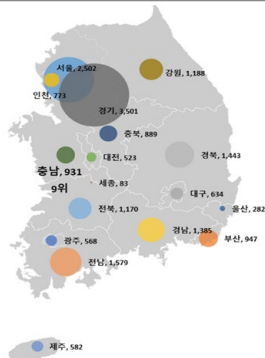 서울, 2,502
강원, 1,188
인천, 773
경기, 3,501
충북, 889
충남, 931
9위
대전, 523
경북, 1,443
세종, 83
대구, 634
전북, 1,170
울산, 282
광주, 568
경남, 1,385
부산, 947
전남, 1,579
제주, 582